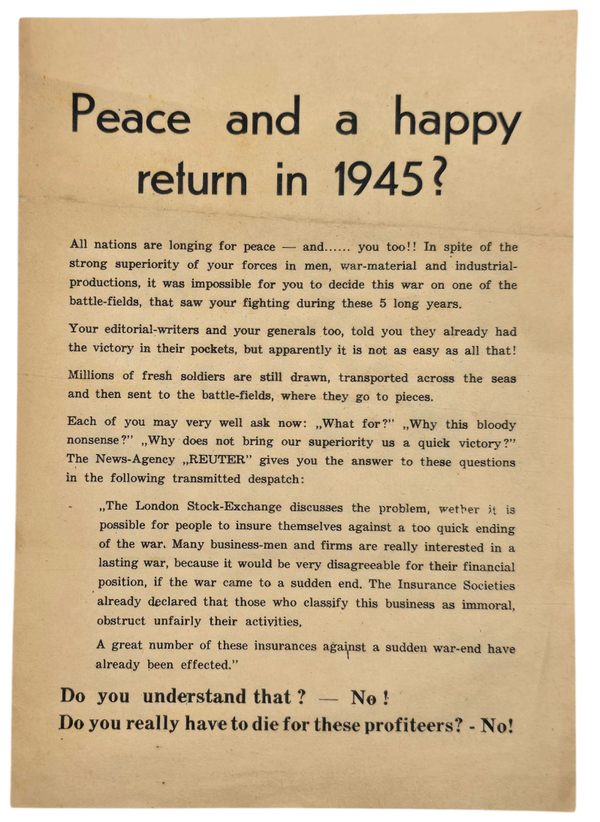 Peace and a happy
return in 1945?
All nations are longing for peace — and...... you too!! In spite of the
strong superiority of your forces in men, war-material and industrial-
productions, it was impossible for you to decide this war on one of the
battle-fields, that saw your fighting during these 5 long years.
Your editorial-writers and your generals too, told you they already had
the victory in their pockets, but apparently it is not as easy as all that!
Millions of fresh soldiers are still drawn, transported across the seas
and then sent to the battle-fields, where they go to pieces.
Each of you may very well ask now: „What for?" „Why this bloody
nonsense?" „Why does not bring our superiority us a quick victory?"
The News-Agency „REUTER" gives you the answer to these questions
in the following transmitted despatch:
„The London Stock-Exchange discusses the problem, wether it is
possible for people to insure themselves against a too quick ending
of the war. Many business-men and firms are really interested in a
lasting war, because it would be very disagreeable for their financial
position, if the war came to a sudden end. The Insurance Societies
already declared that those who classify this business as immoral,
obstruct unfairly their activities.
A great number of these insurances against a sudden war-end have
already been effected."
Do you understand that? — No!
Do you really have to die for these profiteers? - No!